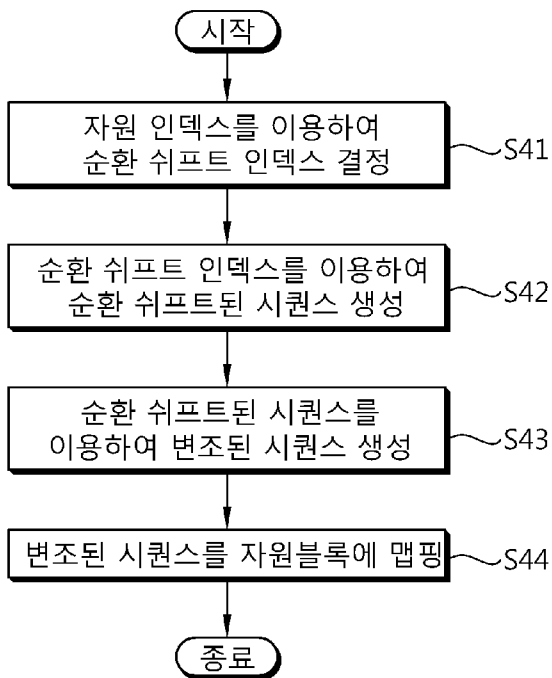 시작
자원 인덱스를 이용하여
순환 쉬프트 인덱스 결정
S41
순환 쉬프트 인덱스를 이용하여
순환 쉬프트된 시퀀스 생성
S42
순환 쉬프트된 시퀀스를
이용하여 변조된 시퀀스 생성
S43
변조된 시퀀스를 자원블록에 맵핑
S44
종료